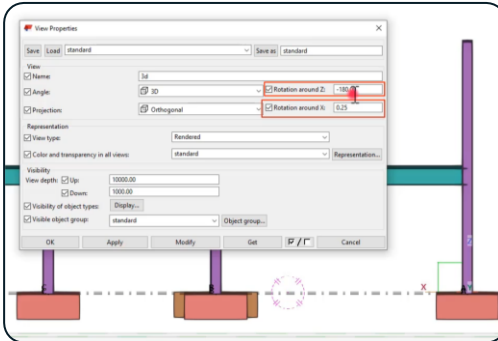 View Properties
Save Load standard Save as standard
View
Name: 3d
Angle: 3D Rotation around Z: -180
Projection: Orthogonal Rotation around X: 0.25
Representation
View type: Rendered
Color and transparency in all views: standard Representation...
Visibility
View depth: Up: 10000.00
Down: 1000.00
Visibility of object types: Display...
Visible object group: standard Object group...
OK Apply Modify Get Cancel
X